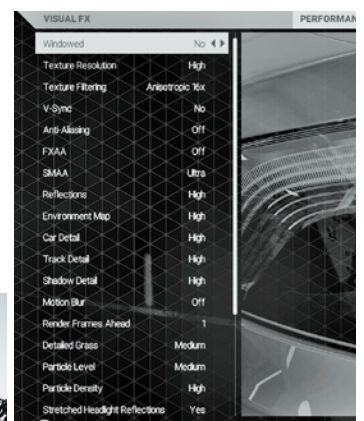 VISUAL FX
PERFORMAN
Windowed No
Texture Resolution High
Texture Filtering Anisotropic 16x
V-Sync No
Anti-Aliasing Off
FXAA Off
SMAA Ultra
Reflections High
Environment Map High
Car Detail High
Track Detail High
Shadow Detail High
Motion Blur Off
Render Frames Ahead 1
Detailed Grass Medium
Particle Level Medium
Particle Density High
Stretched Headlight Reflections Yes